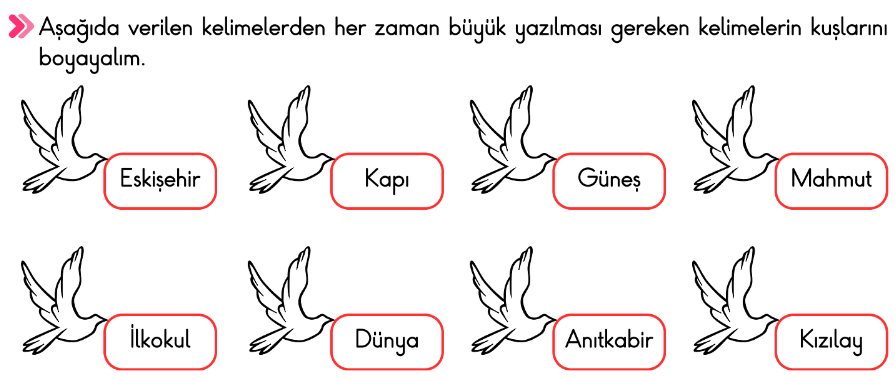 Aşağıda verilen kelimelerden her zaman büyük yazılması gereken kelimelerin kuşlarını
boyayalım.
Eskişehir Kapı Güneş Mahmut
İlkokul Dünya Anıtkabir Kızılay